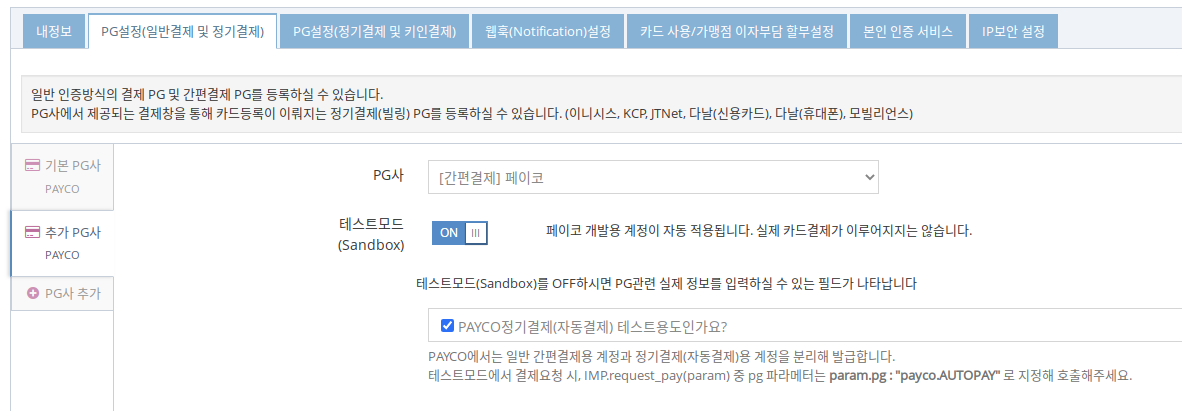 내정보
PG설정(일반결제 및 정기결제)
PG설정(정기결제 및 키인결제)
웹훅(Notification)설정
카드 사용/가맹점 이자부담 할부설정
본인 인증 서비스
IP보안 설정
일반 인증방식의 결제 PG 및 간편결제 PG를 등록하실 수 있습니다.
PG사에서 제공되는 결제창을 통해 카드등록이 이뤄지는 정기결제(빌링) PG를 등록하실 수 있습니다. (이니시스, KCP, JTNet, 다날(신용카드), 다날(휴대폰), 모빌리언스)
기본 PG사
PAYCO
추가 PG사
PAYCO
PG사 추가
PG사
[간편결제] 페이코
테스트모드
(Sandbox)
ON
페이코 개발용 계정이 자동 적용됩니다. 실제 카드결제가 이루어지지는 않습니다.
테스트모드(Sandbox)를 OFF하시면 PG관련 실제 정보를 입력하실 수 있는 필드가 나타납니다
PAYCO정기결제(자동결제) 테스트용도인가요?
PAYCO에서는 일반 간편결제용 계정과 정기결제(자동결제)용 계정을 분리해 발급합니다.
테스트모드에서 결제요청 시, IMP.request_pay(param) 중 pg 파라메터는 param.pg : "payco.AUTOPAY" 로 지정해 호출해주세요.